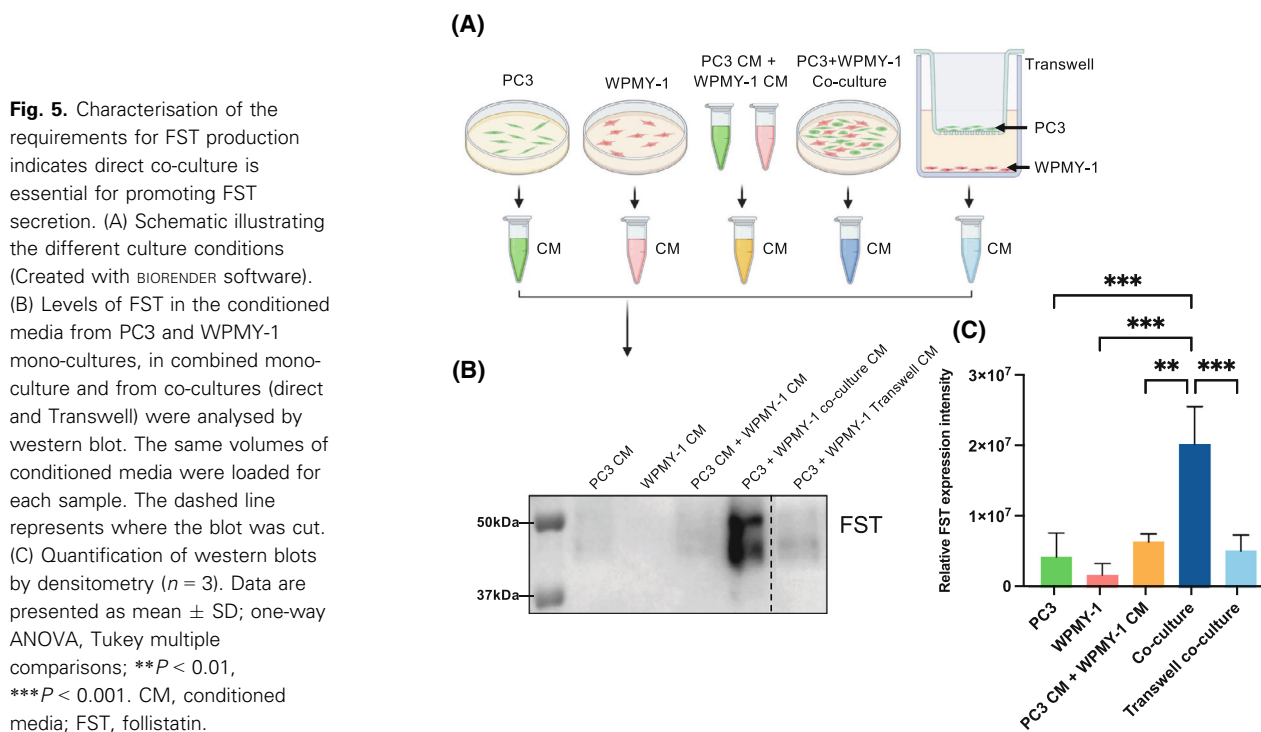 Fig. 5. Characterisation of the
requirements for FST production
indicates direct co-culture is
essential for promoting FST
secretion. (A) Schematic illustrating
the different culture conditions
(Created with BIORENDER software).
(B) Levels of FST in the conditioned
media from PC3 and WPMY-1
mono-cultures, in combined mono-
culture and from co-cultures (direct
and Transwell) were analysed by
western blot. The same volumes of
conditioned media were loaded for
each sample. The dashed line
represents where the blot was cut.
(C) Quantification of western blots
by densitometry (n = 3). Data are
presented as mean ± SD; one-way
ANOVA, Tukey multiple
comparisons; **P < 0.01,
***P < 0.001. CM, conditioned
media; FST, follistatin.
(A)
PC3
WPMY-1
PC3 CM +
WPMY-1 CM
PC3+WPMY-1
Co-culture
Transwell
PC3
WPMY-1
CM
CM
CM
CM
CM
(B)
PC3 CM
WPMY-1 CM
PC3 CM + WPMY-1 CM
PC3 + WPMY-1 co-culture CM
PC3 + WPMY-1 Transwell CM
50kDa
37kDa
FST
(C)
***
***
**
***
Relative FST expression intensity
3×10⁷
2×10⁷
1×10⁷
0
PC3
WPMY-1
PC3 CM + WPMY-1 CM
Co-culture
Transwell co-culture